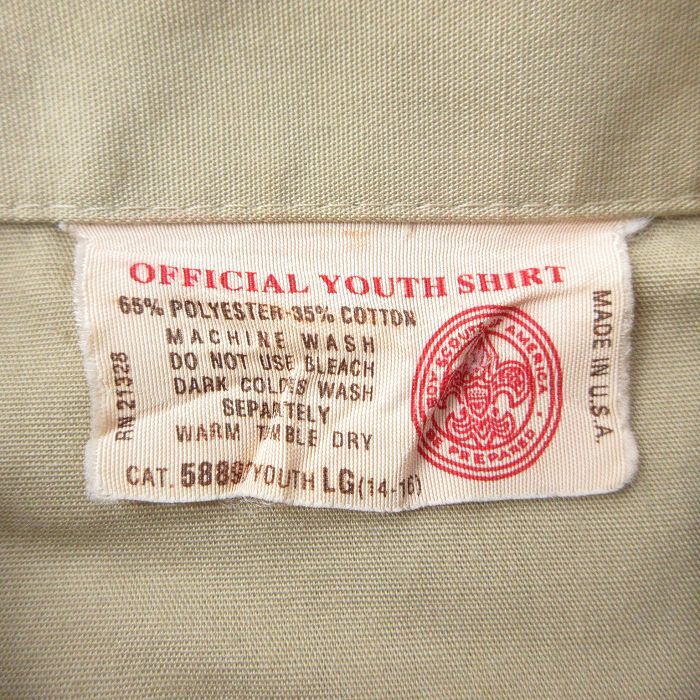 OFFICIAL YOUTH SHIRT
65% POLYESTER-35% COTTON
MACHINE WASH
DO NOT USE BLEACH
DARK COLORS WASH
SEPARATELY
WARM TUMBLE DRY
CAT. 5889 YOUTH LG (14-16)
RN 21328
BOY SCOUTS OF AMERICA
BE PREPARED
MADE IN U.S.A.